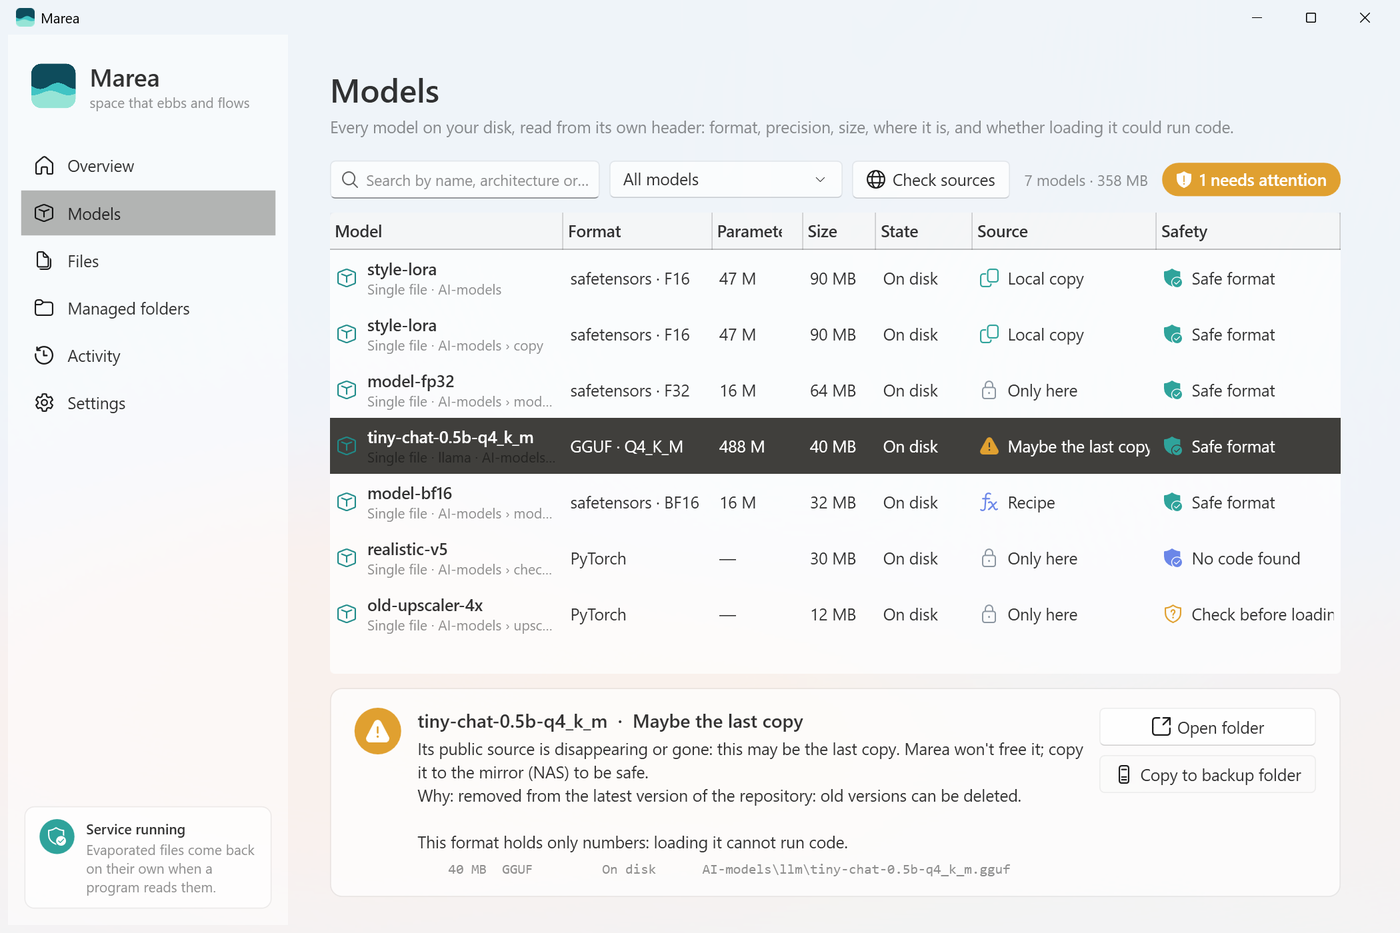 Marea
Marea
space that ebbs and flows
Overview
Models
Files
Managed folders
Activity
Settings
Service running
Evaporated files come back
on their own when a
program reads them.
Models
Every model on your disk, read from its own header: format, precision, size, where it is, and whether loading it could run code.
Search by name, architecture or...
All models
Check sources
7 models · 358 MB
1 needs attention
Model Format Paramete Size State Source Safety
style-lora
Single file · AI-models
safetensors · F16 47 M 90 MB On disk Local copy Safe format
style-lora
Single file · AI-models › copy
safetensors · F16 47 M 90 MB On disk Local copy Safe format
model-fp32
Single file · AI-models › mod...
safetensors · F32 16 M 64 MB On disk Only here Safe format
tiny-chat-0.5b-q4_k_m
Single file · llama · AI-models...
GGUF · Q4_K_M 488 M 40 MB On disk Maybe the last copy Safe format
model-bf16
Single file · AI-models › mod...
safetensors · BF16 16 M 32 MB On disk Recipe Safe format
realistic-v5
Single file · AI-models › chec...
PyTorch — 30 MB On disk Only here No code found
old-upscaler-4x
Single file · AI-models › upsc...
PyTorch — 12 MB On disk Only here Check before loadin
tiny-chat-0.5b-q4_k_m · Maybe the last copy
Its public source is disappearing or gone: this may be the last copy. Marea won't free it; copy
it to the mirror (NAS) to be safe.
Why: removed from the latest version of the repository: old versions can be deleted.
This format holds only numbers: loading it cannot run code.
40 MB GGUF On disk AI-models\llm\tiny-chat-0.5b-q4_k_m.gguf
Open folder
Copy to backup folder